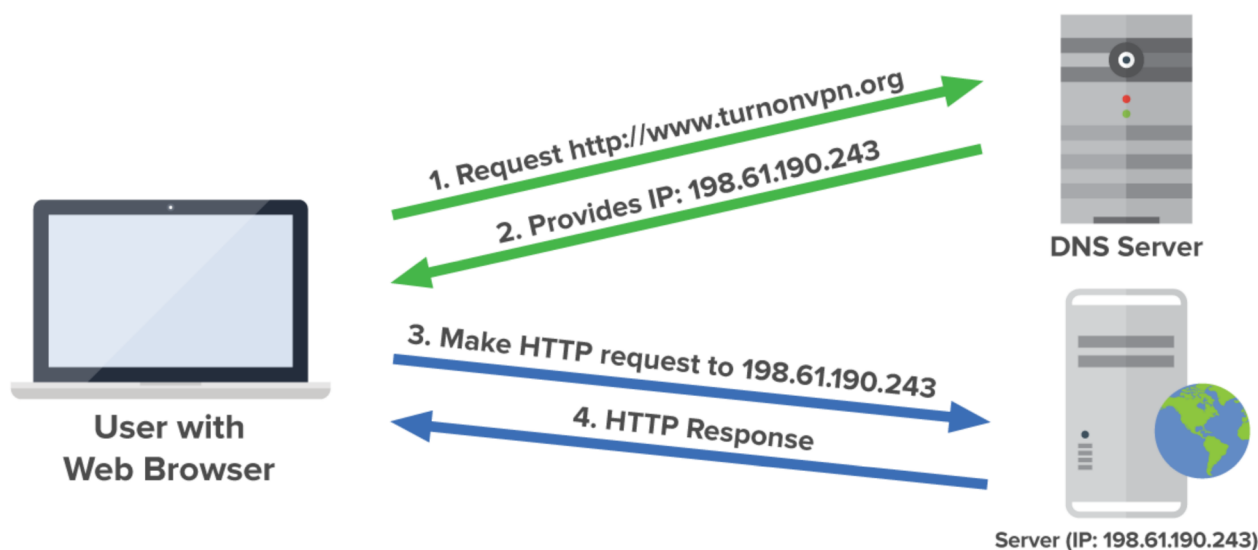 1. Request http://www.turnonvpn.org
2. Provides IP: 198.61.190.243
DNS Server
3. Make HTTP request to 198.61.190.243
4. HTTP Response
User with
Web Browser
Server (IP: 198.61.190.243)